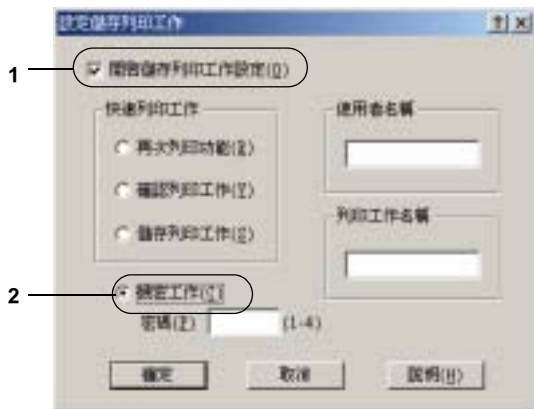 設定儲存列印工作
1
開啓儲存列印工作設定(O)
快速列印工作
再次列印功能(R)
確認列印工作(Y)
儲存列印工作(S)
使用者名稱
列印工作名稱
2
機密工作(C)
密碼(P)
(1-4)
確定
取消
說明(H)